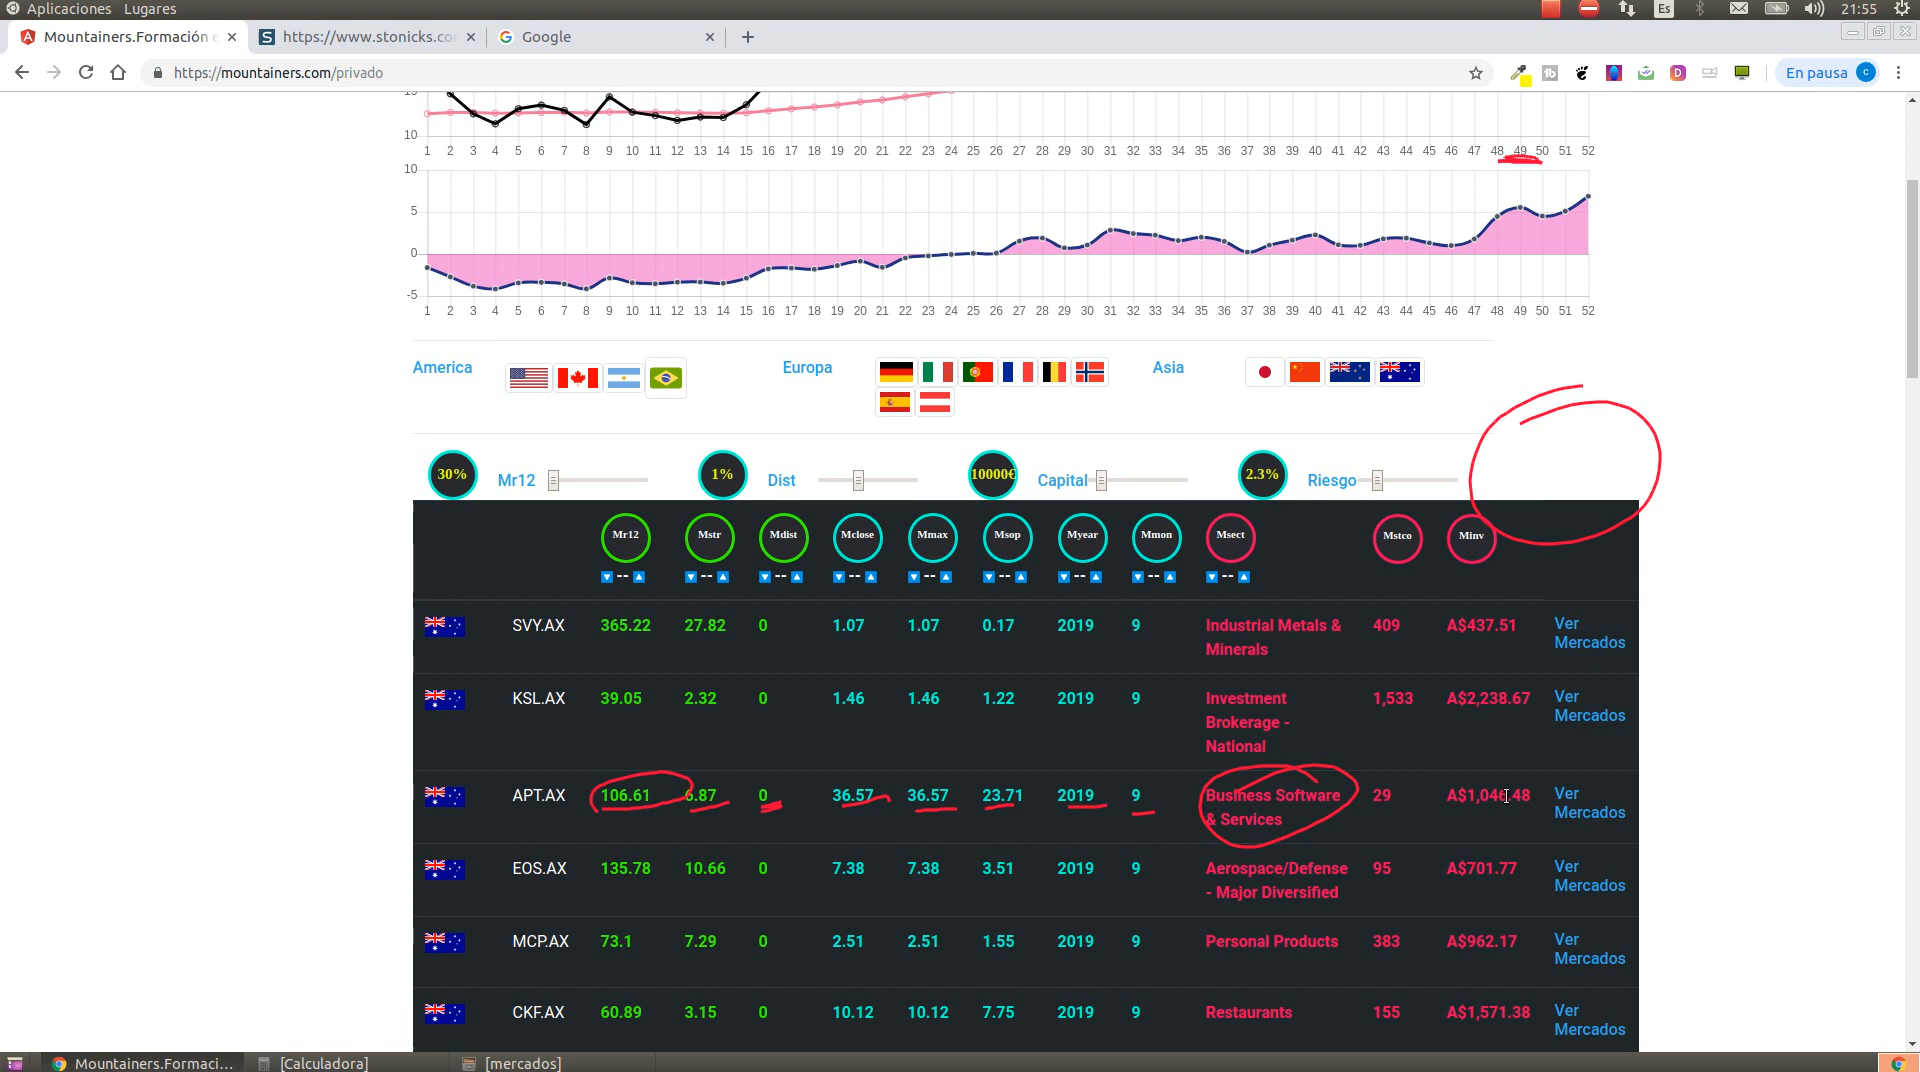 Aplicaciones Lugares Es 21:55
Mountainers.Formación e https://www.stonicks.co Google
https://mountainers.com/privado En pausa c
15
10
1 2 3 4 5 6 7 8 9 10 11 12 13 14 15 16 17 18 19 20 21 22 23 24 25 26 27 28 29 30 31 32 33 34 35 36 37 38 39 40 41 42 43 44 45 46 47 48 49 50 51 52
10
5
0
-5
1 2 3 4 5 6 7 8 9 10 11 12 13 14 15 16 17 18 19 20 21 22 23 24 25 26 27 28 29 30 31 32 33 34 35 36 37 38 39 40 41 42 43 44 45 46 47 48 49 50 51 52
America Europa Asia
30% Mr12 1% Dist 10000€ Capital 2.3% Riesgo
Mr12 Mstr Mdist Mclose Mmax Msop Myear Mmon Msect Mstco Minv
-- -- -- -- -- -- -- -- --
SVY.AX 365.22 27.82 0 1.07 1.07 0.17 2019 9 Industrial Metals & 409 A$437.51 Ver
Minerals Mercados
KSL.AX 39.05 2.32 0 1.46 1.46 1.22 2019 9 Investment 1,533 A$2,238.67 Ver
Brokerage - Mercados
National
APT.AX 106.61 6.87 0 36.57 36.57 23.71 2019 9 Business Software 29 A$1,046.48 Ver
& Services Mercados
EOS.AX 135.78 10.66 0 7.38 7.38 3.51 2019 9 Aerospace/Defense 95 A$701.77 Ver
- Major Diversified Mercados
MCP.AX 73.1 7.29 0 2.51 2.51 1.55 2019 9 Personal Products 383 A$962.17 Ver
Mercados
CKF.AX 60.89 3.15 0 10.12 10.12 7.75 2019 9 Restaurants 155 A$1,571.38 Ver
Mercados
Mountainers.Formaci... [Calculadora] [mercados]